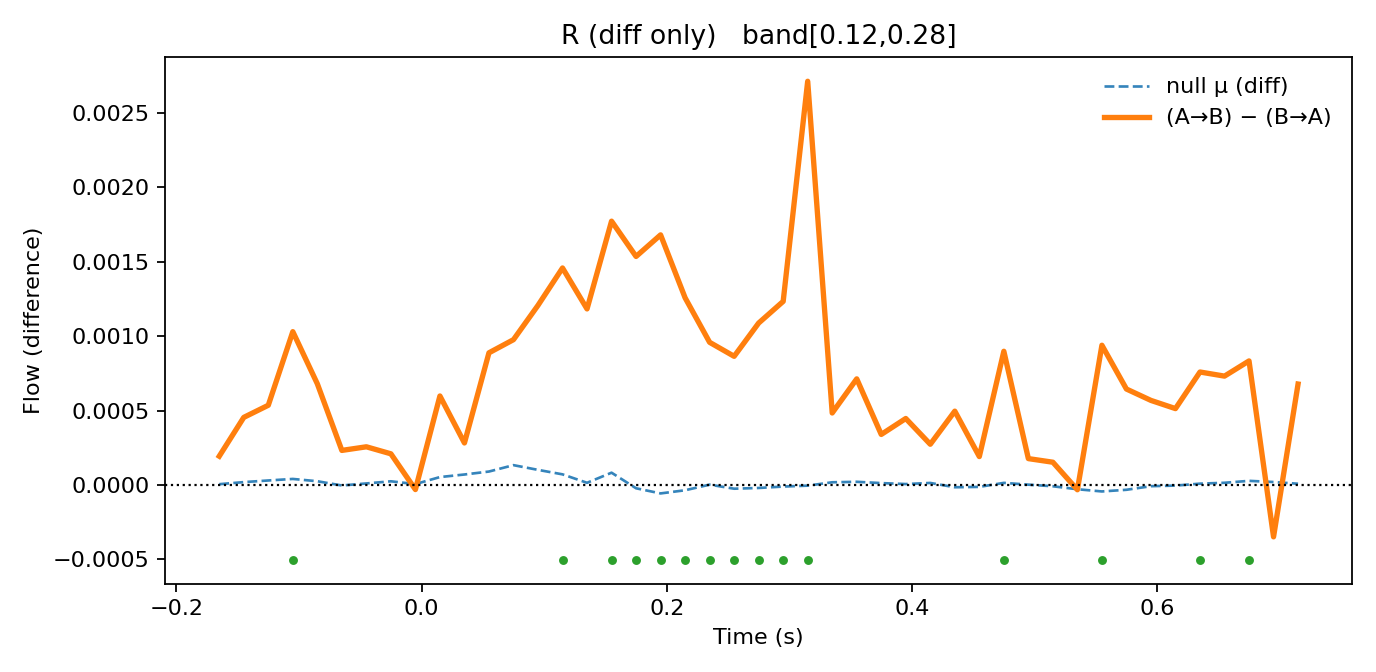 R (diff only)   band[0.12,0.28]
null μ (diff)
(A→B) − (B→A)
Flow (difference)
0.0025
0.0020
0.0015
0.0010
0.0005
0.0000
−0.0005
−0.2 0.0 0.2 0.4 0.6
Time (s)